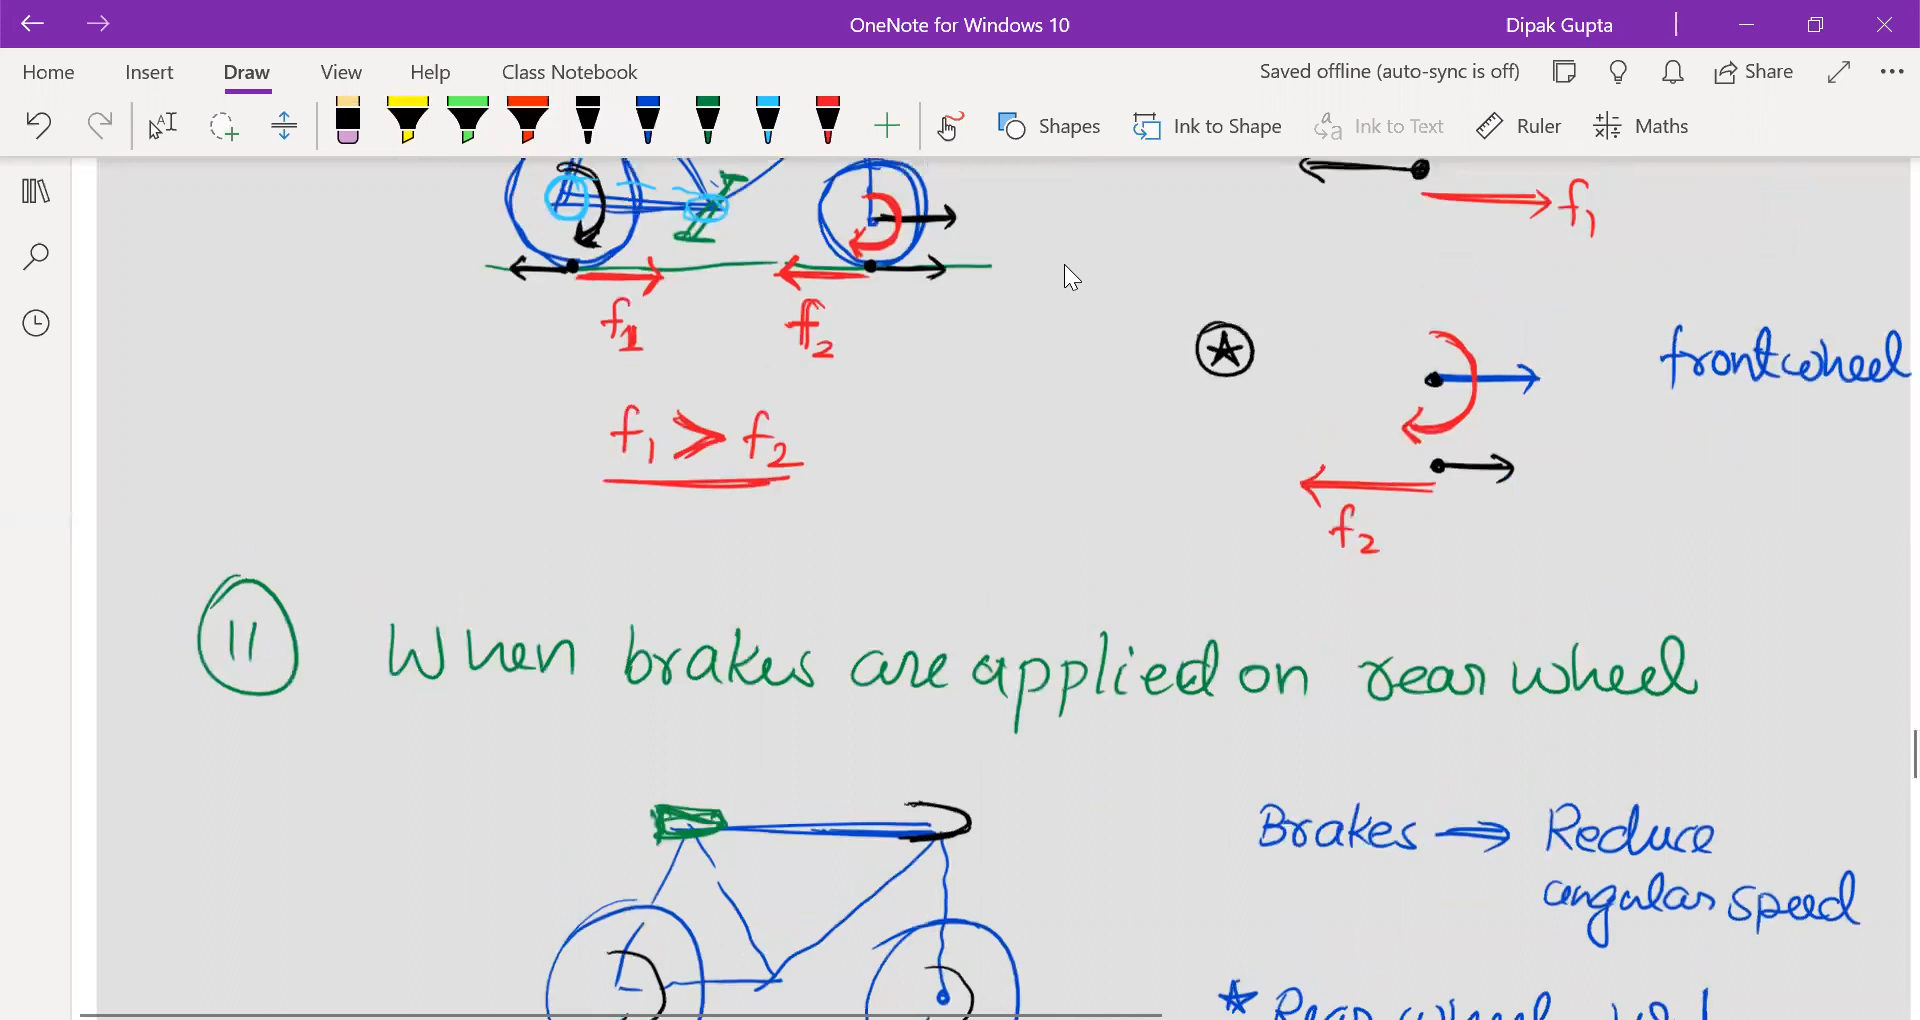 OneNote for Windows 10
Dipak Gupta
Home Insert Draw View Help Class Notebook
Saved offline (auto-sync is off) Share
Shapes Ink to Shape Ink to Text Ruler Maths
f1
f1 f2
front wheel
f1 > f2
f2
11 When brakes are applied on rear wheel
Brakes → Reduce
angular speed
* Rear wheel